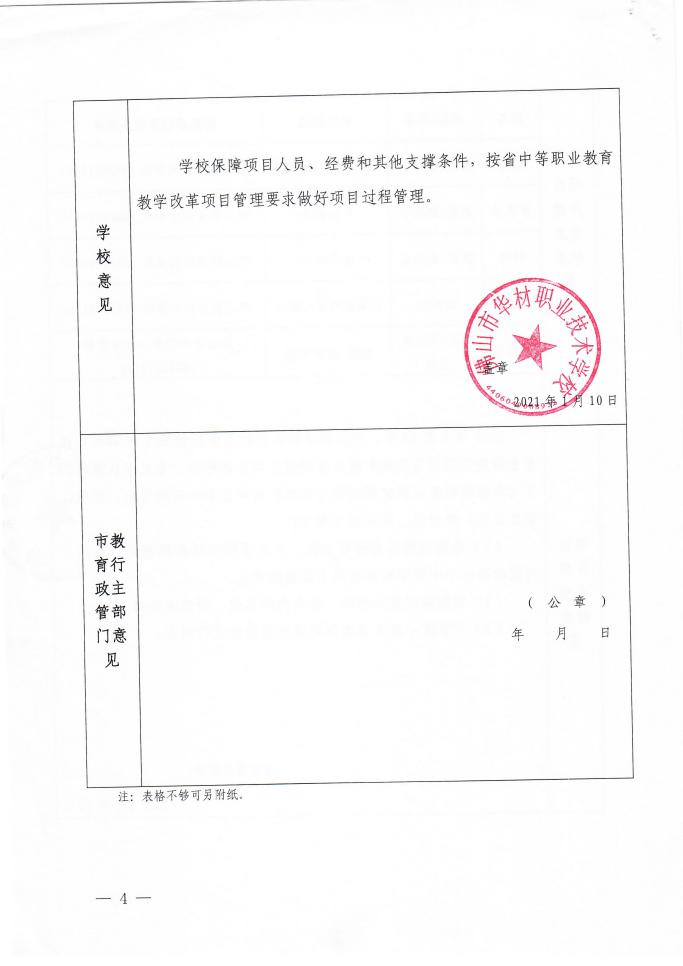 学校意见
学校保障项目人员、经费和其他支撑条件，按省中等职业教育
教学改革项目管理要求做好项目过程管理。
佛山市华材职业技术学校
盖章
2021年1月10日
市教
育行
政主
管部
门意
见
（公章）
年 月 日
注：表格不够可另附纸.
— 4 —